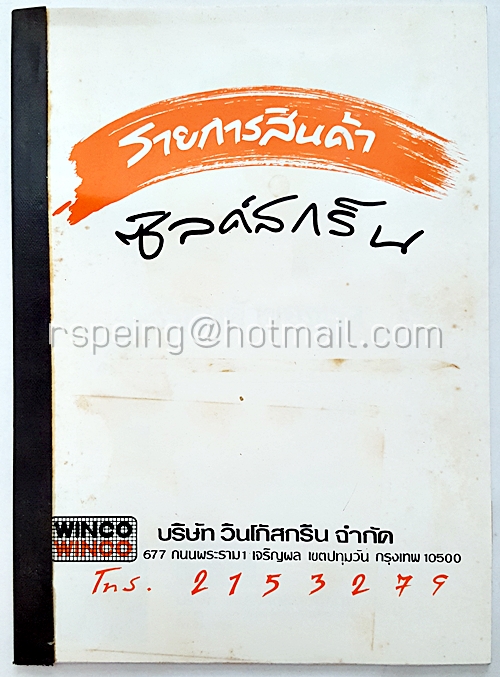 รายการสินค้า
ซิลค์สกรีน
rspeing@hotmail.com
WINCO
WINCO
บริษัท วินโก้สกรีน จำกัด
677 ถนนพระราม 1 เจริญผล เขตปทุมวัน กรุงเทพ 10500
โทร. 2153279